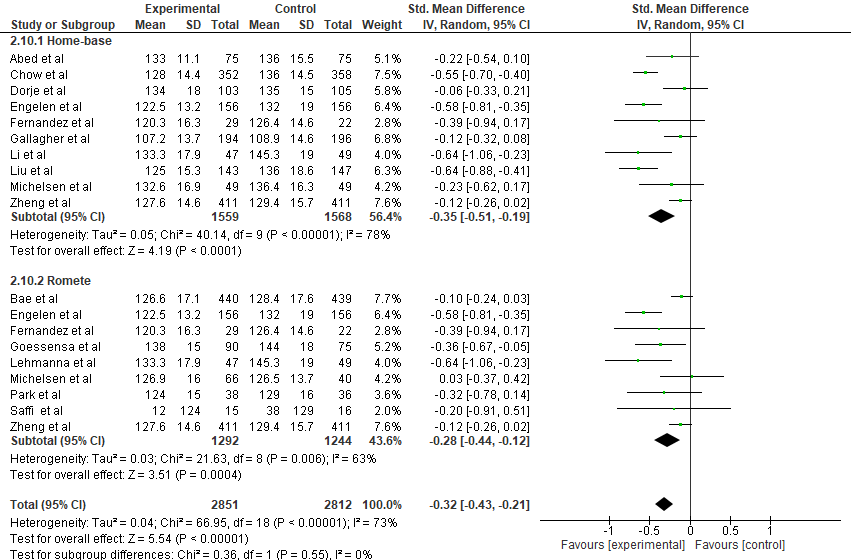 Experimental Control Std. Mean Difference Std. Mean Difference
Study or Subgroup Mean SD Total Mean SD Total Weight IV, Random, 95% CI IV, Random, 95% CI
2.10.1 Home-base
Abed et al 133 11.1 75 136 15.5 75 5.1% -0.22 [-0.54, 0.10]
Chow et al 128 14.4 352 136 14.5 358 7.5% -0.55 [-0.70, -0.40]
Dorje et al 134 18 103 135 15 105 5.8% -0.06 [-0.33, 0.21]
Engelen et al 122.5 13.2 156 132 19 156 6.4% -0.58 [-0.81, -0.35]
Fernandez et al 120.3 16.3 29 126.4 14.6 22 2.8% -0.39 [-0.94, 0.17]
Gallagher et al 107.2 13.7 194 108.9 14.6 196 6.8% -0.12 [-0.32, 0.08]
Li et al 133.3 17.9 47 145.3 19 49 4.1% -0.64 [-1.06, -0.23]
Liu et al 125 15.3 143 136 18.6 147 6.2% -0.64 [-0.88, -0.41]
Michelsen et al 132.6 16.9 49 136.4 16.3 49 4.2% -0.23 [-0.62, 0.17]
Zheng et al 127.6 14.6 411 129.4 15.7 411 7.6% -0.12 [-0.26, 0.02]
Subtotal (95% CI) 1559 1568 56.4% -0.35 [-0.51, -0.19]
Heterogeneity: Tau² = 0.05; Chi² = 40.14, df = 9 (P < 0.00001); I² = 78%
Test for overall effect: Z = 4.19 (P < 0.0001)
2.10.2 Romete
Bae et al 126.6 17.1 440 128.4 17.6 439 7.7% -0.10 [-0.24, 0.03]
Engelen et al 122.5 13.2 156 132 19 156 6.4% -0.58 [-0.81, -0.35]
Fernandez et al 120.3 16.3 29 126.4 14.6 22 2.8% -0.39 [-0.94, 0.17]
Goessensa et al 138 15 90 144 18 75 5.3% -0.36 [-0.67, -0.05]
Lehmanna et al 133.3 17.9 47 145.3 19 49 4.1% -0.64 [-1.06, -0.23]
Michelsen et al 126.9 16 66 126.5 13.7 40 4.2% 0.03 [-0.37, 0.42]
Park et al 124 15 38 129 16 36 3.6% -0.32 [-0.78, 0.14]
Saffi et al 12 124 15 38 129 16 2.0% -0.20 [-0.91, 0.51]
Zheng et al 127.6 14.6 411 129.4 15.7 411 7.6% -0.12 [-0.26, 0.02]
Subtotal (95% CI) 1292 1244 43.6% -0.28 [-0.44, -0.12]
Heterogeneity: Tau² = 0.03; Chi² = 21.63, df = 8 (P = 0.006); I² = 63%
Test for overall effect: Z = 3.51 (P = 0.0004)
Total (95% CI) 2851 2812 100.0% -0.32 [-0.43, -0.21]
Heterogeneity: Tau² = 0.04; Chi² = 66.95, df = 18 (P < 0.00001); I² = 73%
Test for overall effect: Z = 5.54 (P < 0.00001)
Test for subgroup differences: Chi² = 0.36, df = 1 (P = 0.55), I² = 0%
-1 -0.5 0 0.5 1
Favours [experimental] Favours [control]